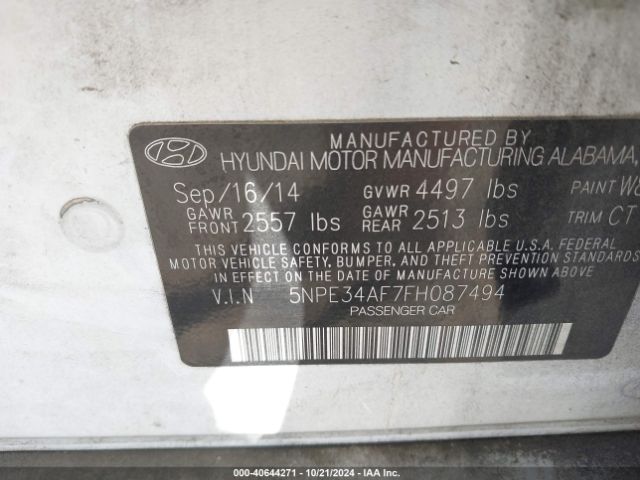 MANUFACTURED BY
HYUNDAI MOTOR MANUFACTURING ALABAMA,
Sep/16/14 GVWR 4497 lbs PAINT
GAWR FRONT 2557 lbs GAWR REAR 2513 lbs TRIM CT
THIS VEHICLE CONFORMS TO ALL APPLICABLE U.S.A. FEDERAL
MOTOR VEHICLE SAFETY, BUMPER, AND THEFT PREVENTION STANDARDS
IN EFFECT ON THE DATE OF MANUFACTURE SHOWN ABOVE
V.I.N 5NPE34AF7FH087494
PASSENGER CAR
000-40644271 | 10/21/2024 | IAA Inc.